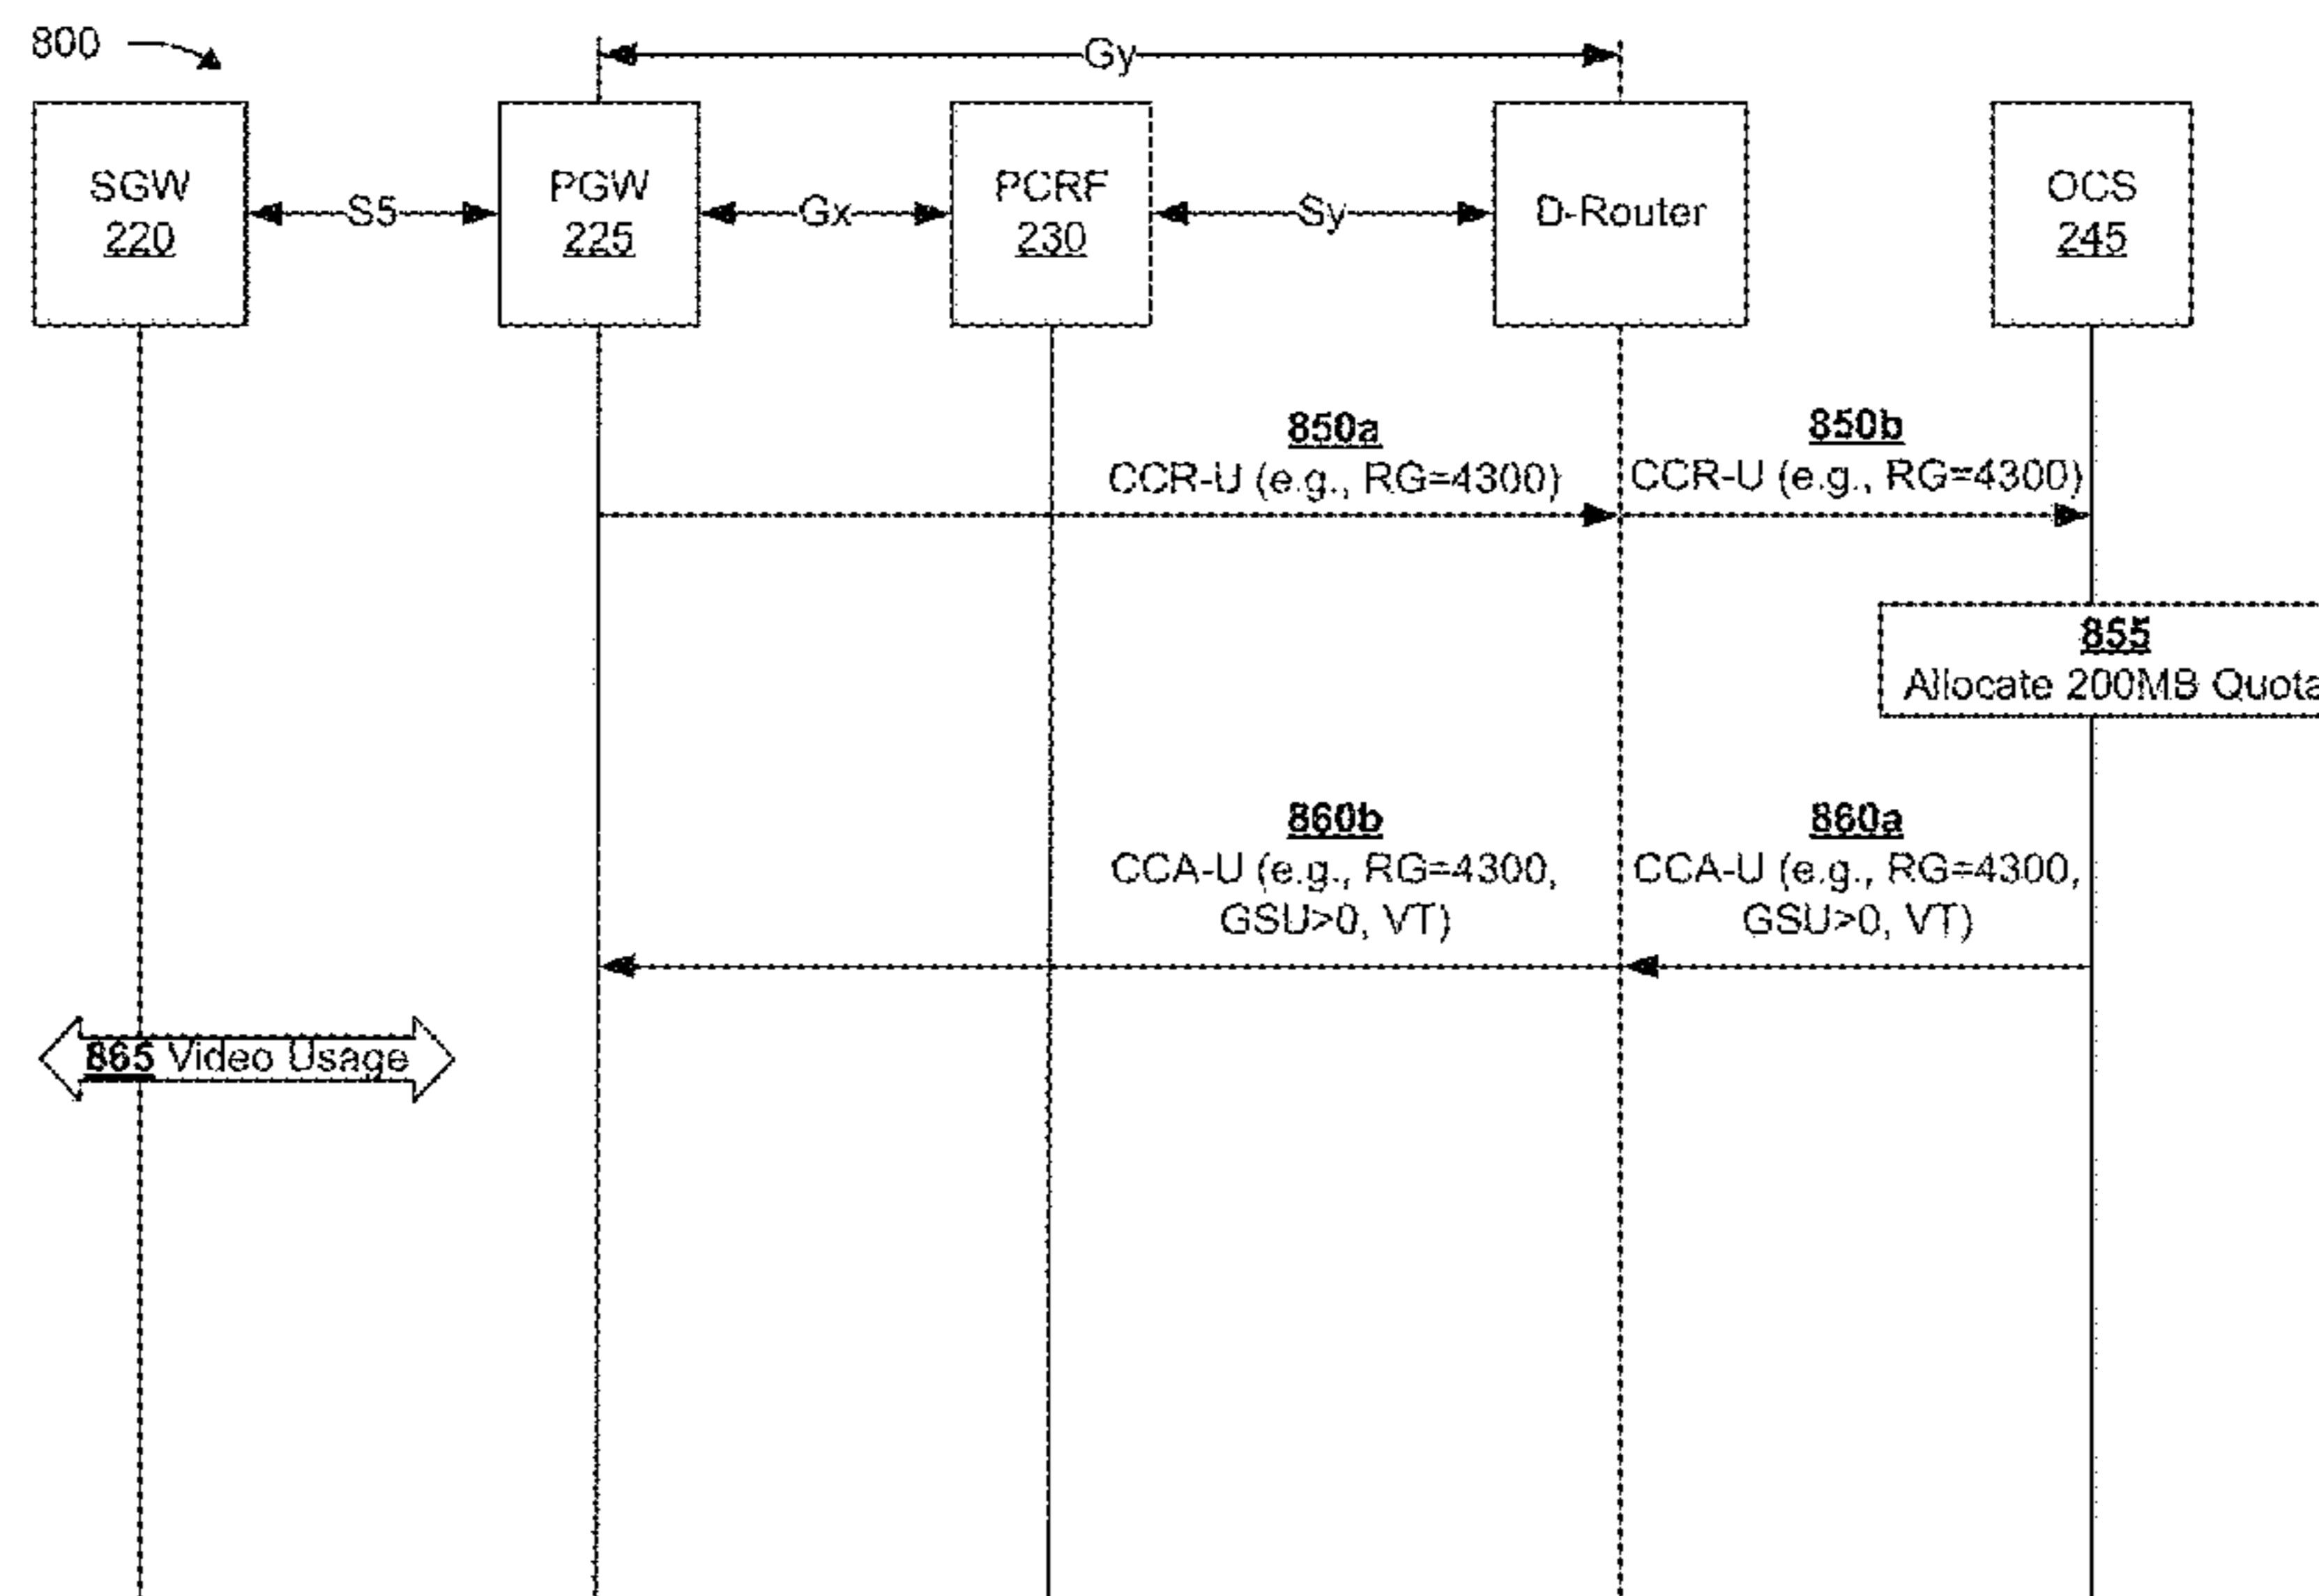 800
Gy
SGW
220
S5
PGW
225
Gx
PCRF
230
Sy
D-Router
OCS
245
850a
CCR-U (e.g., RG=4300)
850b
CCR-U (e.g., RG=4300)
855
Allocate 200MB Quota
860b
CCA-U (e.g., RG=4300,
GSU>0, VT)
860a
CCA-U (e.g., RG=4300,
GSU>0, VT)
865 Video Usage